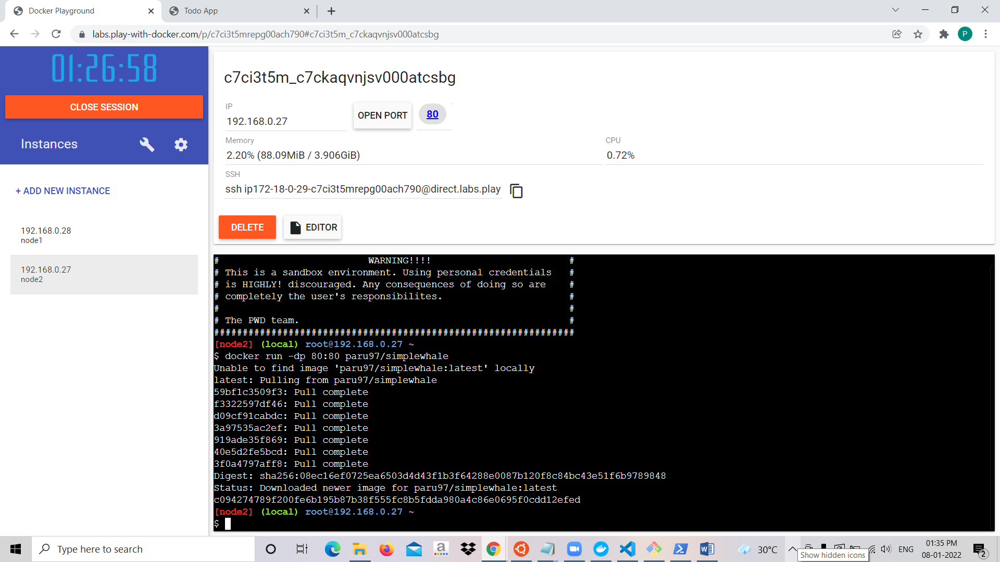 Docker Playground
Todo App
labs.play-with-docker.com/p/c7ci3t5mrepg00ach790#c7ci3t5m_c7ckaqvnjsv000atcsbg
P
01:26:58
CLOSE SESSION
Instances
+ ADD NEW INSTANCE
192.168.0.28
node1
192.168.0.27
node2
c7ci3t5m_c7ckaqvnjsv000atcsbg
IP
192.168.0.27
OPEN PORT
80
Memory
2.20% (88.09MiB / 3.906GiB)
CPU
0.72%
SSH
ssh ip172-18-0-29-c7ci3t5mrepg00ach790@direct.labs.play
DELETE
EDITOR
# WARNING!!!! #
# This is a sandbox environment. Using personal credentials #
# is HIGHLY! discouraged. Any consequences of doing so are #
# completely the user's responsibilites. #
# #
# The PWD team. #
###############################################################
[node2] (local) root@192.168.0.27 ~
$ docker run -dp 80:80 paru97/simplewhale
Unable to find image 'paru97/simplewhale:latest' locally
latest: Pulling from paru97/simplewhale
59bf1c3509f3: Pull complete
f3322597df46: Pull complete
d09cf91cabdc: Pull complete
3a97535ac2ef: Pull complete
919ade35f869: Pull complete
40e5d2fe5bcd: Pull complete
3f0a4797aff8: Pull complete
Digest: sha256:08ec16ef0725ea6503d4d43f1b3f64288e0087b120f8c84bc43e51f6b9789848
Status: Downloaded newer image for paru97/simplewhale:latest
c094274789f200fe6b195b87b38f555fc8b5fdda980a4c86e0695f0cdd12efed
[node2] (local) root@192.168.0.27 ~
$
Type here to search
30°C
ENG
01:35 PM
08-01-2022
2
Show hidden icons